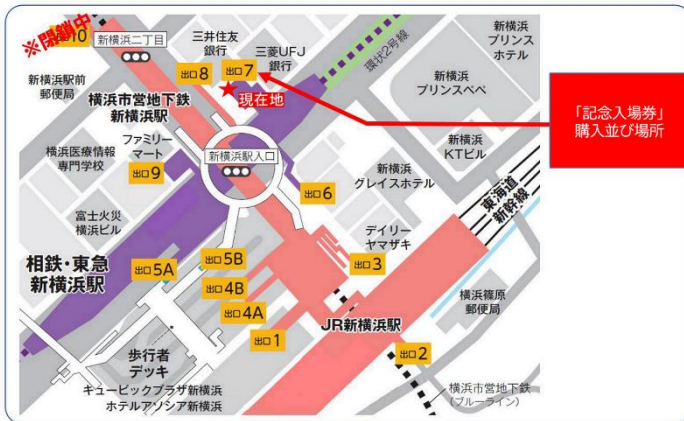 ※閉鎖中
出口10
新横浜二丁目
三井住友
銀行
三菱UFJ
銀行
出口8
出口7
現在地
環状2号線
新横浜
プリンス
ホテル
新横浜
プリンスペペ
「記念入場券」
購入並び場所
新横浜駅前
郵便局
横浜市営地下鉄
新横浜駅
ファミリー
マート
新横浜駅入口
新横浜
KTビル
横浜医療情報
専門学校
出口9
新横浜
グレイスホテル
東海道
新幹線
出口6
富士火災
横浜ビル
デイリー
ヤマザキ
相鉄・東急
新横浜駅
出口5A
出口5B
出口3
出口4B
出口4A
横浜篠原
郵便局
出口1
JR新横浜駅
出口2
歩行者
デッキ
キュービックプラザ新横浜
ホテルアソシア新横浜
横浜市営地下鉄
(ブルーライン)